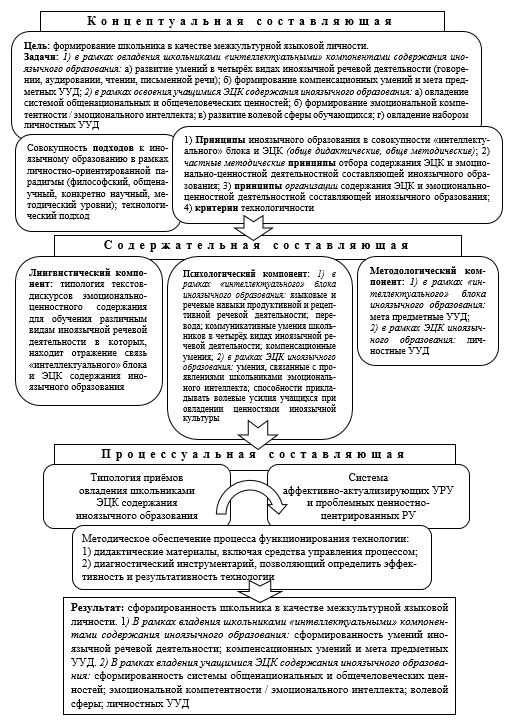 Концептуальная составляющая
Цель: формирование школьника в качестве межкультурной языковой личности.
Задачи: 1) в рамках овладения школьниками «интеллектуальными» компонентами содержания ино-
язычного образования: а) развитие умений в четырёх видах иноязычной речевой деятельности (говоре-
нии, аудировании, чтении, письменной речи); б) формирование компенсационных умений и мета пред-
метных УУД; 2) в рамках освоения учащимися ЭЦК содержания иноязычного образования: а) овладение
системой общенациональных и общечеловеческих ценностей; б) формирование эмоциональной компе-
тентности / эмоционального интеллекта; в) развитие волевой сферы обучающихся; г) овладение набором
личностных УУД
Совокупность подходов к ино-
язычному образованию в рамках
личностно-ориентированной па-
радигмы (философский, общена-
учный, конкретно научный, ме-
тодический уровни); технологи-
ческий подход
1) Принципы иноязычного образования в совокупности «интеллекту-
ального» блока и ЭЦК (общие дидактические, общие методические); 2)
частные методические принципы отбора содержания ЭЦК и эмоцио-
нально-ценностной деятельностной составляющей иноязычного обра-
зования; 3) принципы организации содержания ЭЦК и эмоционально-
ценностной деятельностной составляющей иноязычного образования;
4) критерии технологичности
Содержательная составляющая
Лингвистический компо-
нент: типология текстов-
дискурсов эмоционально-
ценностного содержания
для обучения различным
видам иноязычной речевой
деятельности в которых,
находит отражение связь
«интеллектуального» блока
и ЭЦК содержания ино-
язычного образования
Психологический компонент: 1) в
рамках «интеллектуального» блока
иноязычного образования: языковые и
речевые навыки продуктивной и рецеп-
тивной речевой деятельности; пере-
вода; коммуникативные умения школь-
ников в четырёх видах иноязычной ре-
чевой деятельности; компенсационные
умения; 2) в рамках ЭЦК иноязычного
образования: умения, связанные с про-
явлениями школьниками эмоциональ-
ного интеллекта; способности прикла-
дывать волевые усилия учащихся при
овладении ценностями иноязычной
культуры
Методологический ком-
понент: 1) в рамках «ин-
теллектуального» блока
иноязычного образования:
мета предметные УУД;
2) в рамках ЭЦК иноязыч-
ного образования: лич-
ностные УУД
Процессуальная составляющая
Типология приёмов
овладения школьниками
ЭЦК содержания
иноязычного образования
Система
аффективно-актуализирующих УРУ
и проблемных ценностно-
центрированных РУ
Методическое обеспечение процесса функционирования технологии:
1) дидактические материалы, включая средства управления процессом;
2) диагностический инструментарий, позволяющий определить эффек-
тивность и результативность технологии
Результат: сформированность школьника в качестве межкультурной языковой
личности. 1) В рамках владения школьниками «интеллектуальными» компонен-
тами содержания иноязычного образования: сформированность умений ино-
язычной речевой деятельности; компенсационных умений и мета предметных
УУД. 2) В рамках владения учащимися ЭЦК содержания иноязычного образова-
ния: сформированность системы общенациональных и общечеловеческих цен-
ностей; эмоциональной компетентности / эмоционального интеллекта; волевой
сферы; личностных УУД